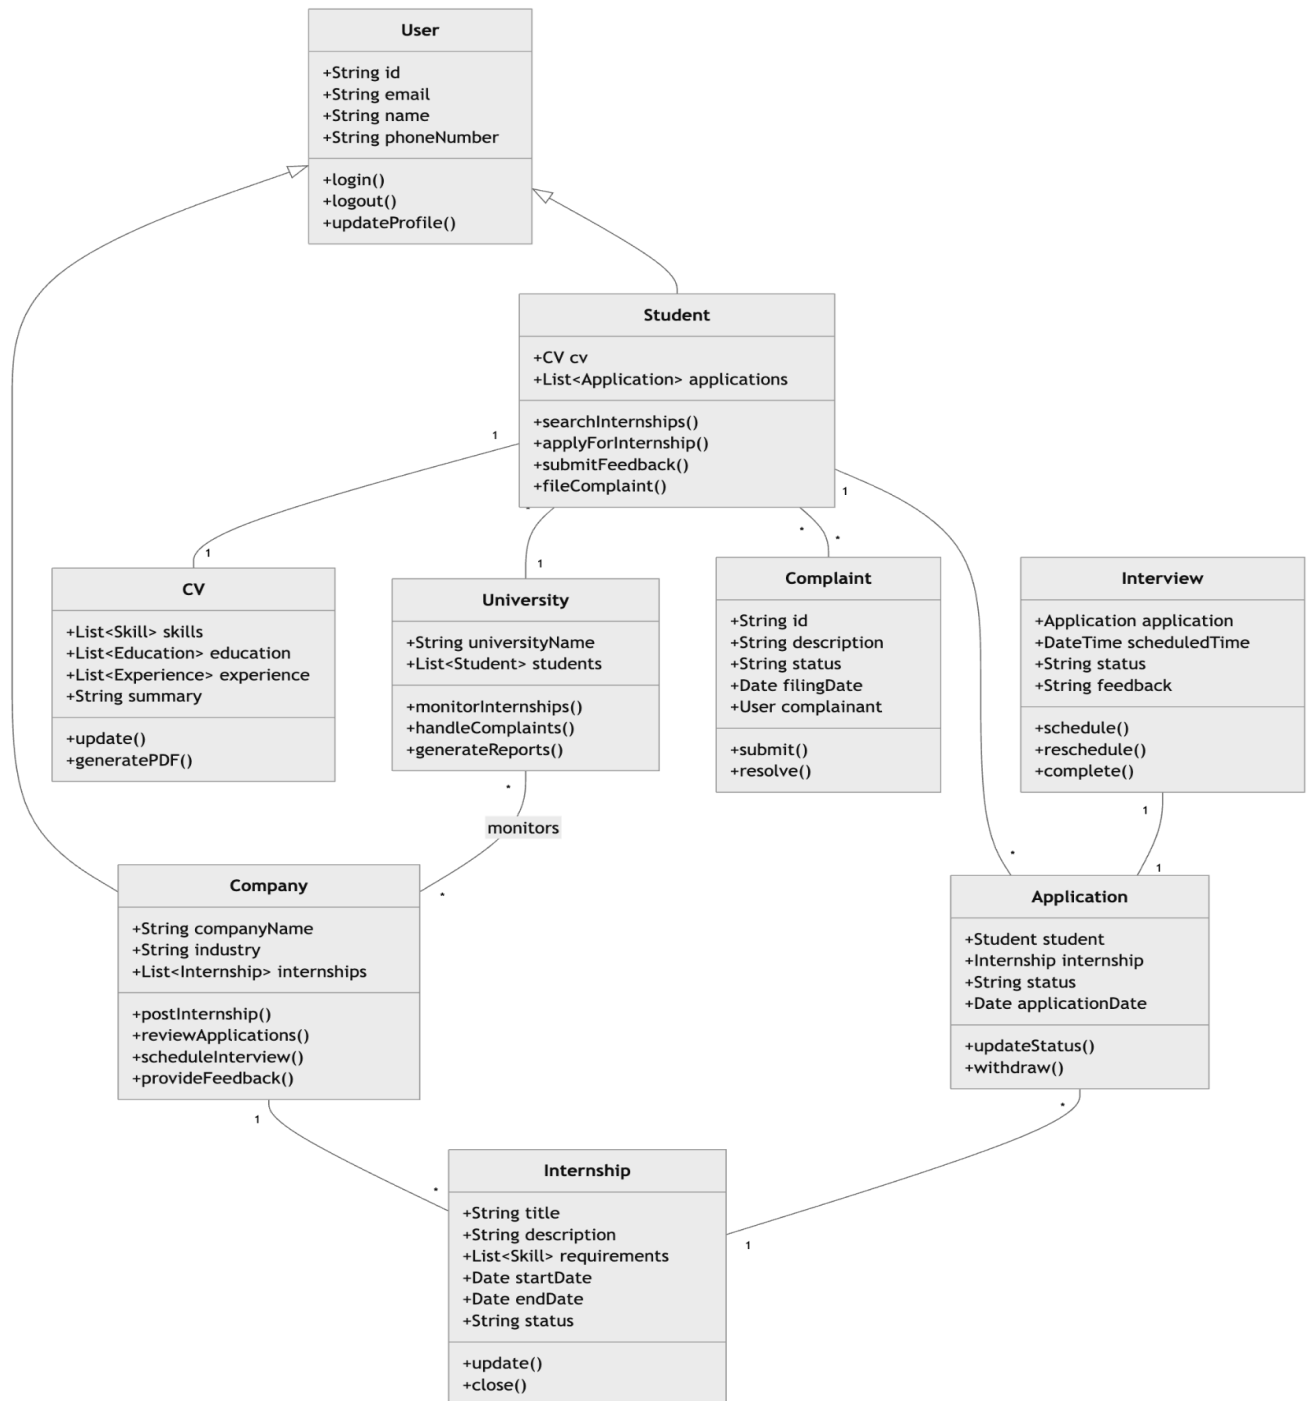 User
+String id
+String email
+String name
+String phoneNumber
+login()
+logout()
+updateProfile()
Student
+CV cv
+List<Application> applications
+searchInternships()
+applyForInternship()
+submitFeedback()
+fileComplaint()
1
1
*
1
*
*
1
*
CV
+List<Skill> skills
+List<Education> education
+List<Experience> experience
+String summary
+update()
+generatePDF()
University
+String universityName
+List<Student> students
+monitorInternships()
+handleComplaints()
+generateReports()
Complaint
+String id
+String description
+String status
+Date filingDate
+User complainant
+submit()
+resolve()
Interview
+Application application
+DateTime scheduledTime
+String status
+String feedback
+schedule()
+reschedule()
+complete()
*
monitors
*
1
1
Company
+String companyName
+String industry
+List<Internship> internships
+postInternship()
+reviewApplications()
+scheduleInterview()
+provideFeedback()
Application
+Student student
+Internship internship
+String status
+Date applicationDate
+updateStatus()
+withdraw()
1
*
*
1
Internship
+String title
+String description
+List<Skill> requirements
+Date startDate
+Date endDate
+String status
+update()
+close()